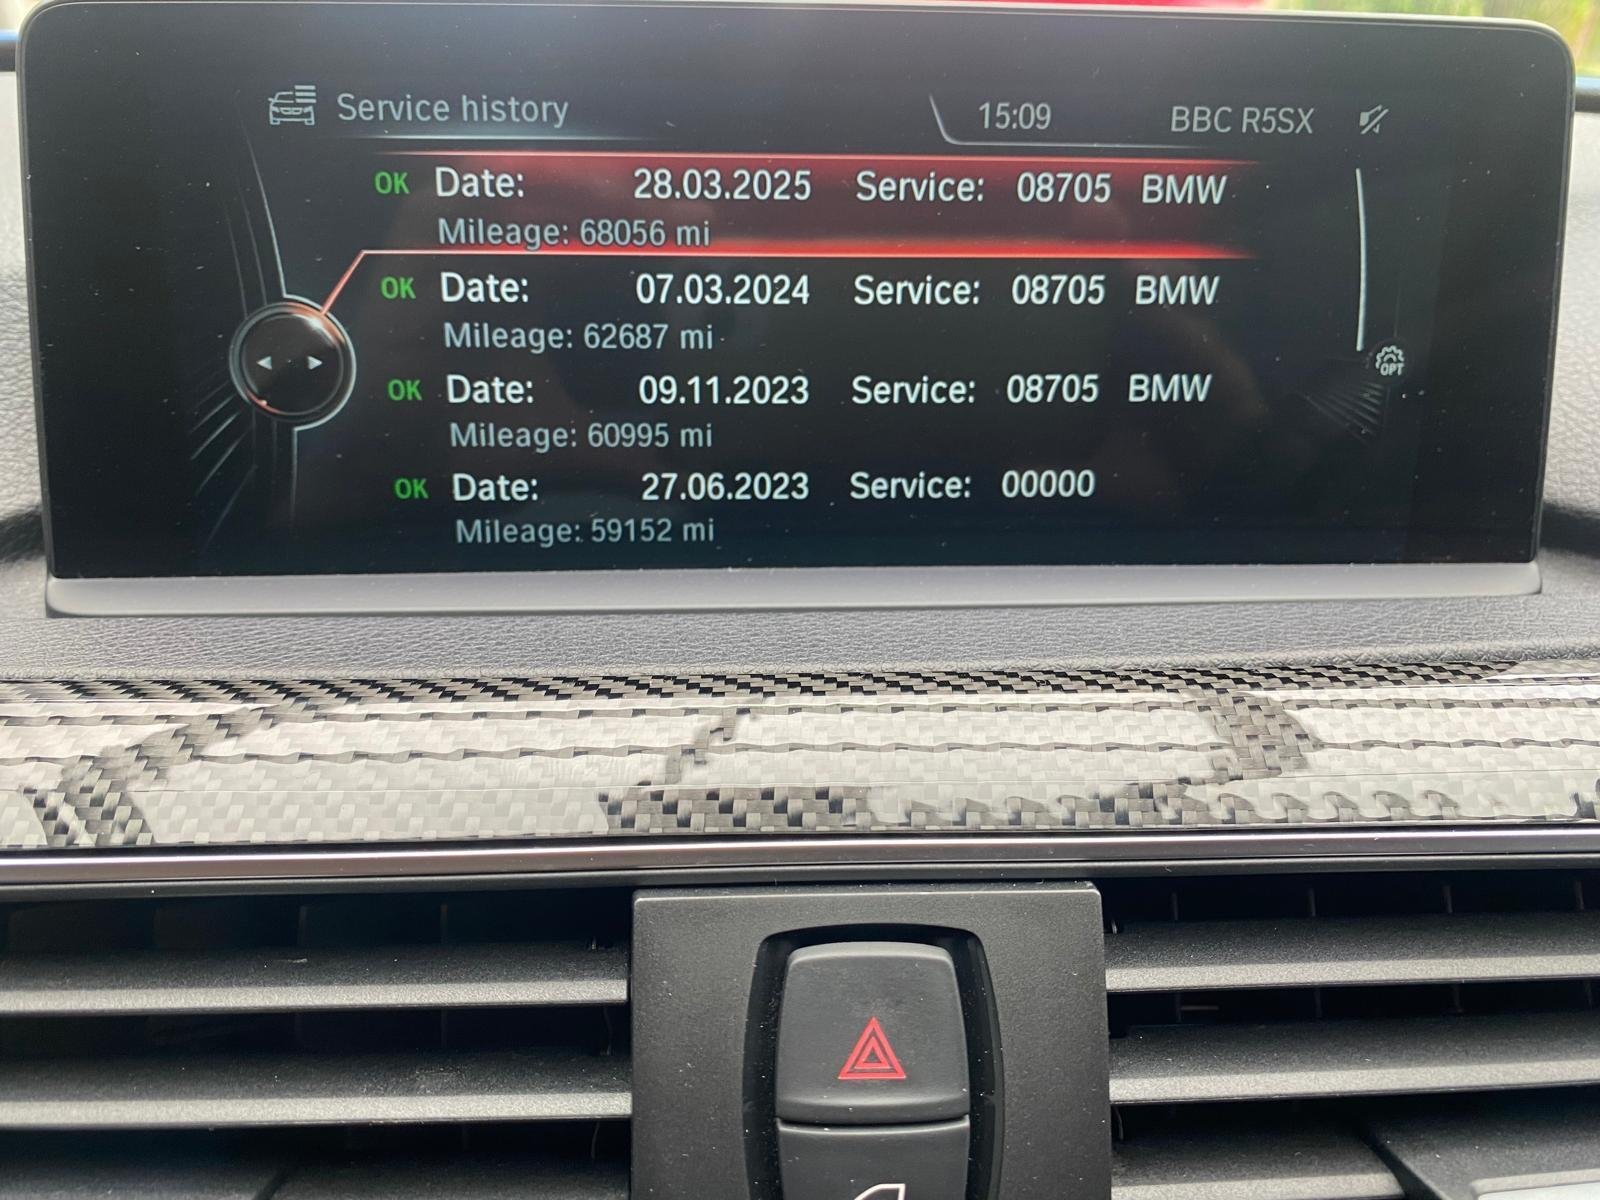 Service history 15:09 BBC R5SX
OK Date: 28.03.2025 Service: 08705 BMW
Mileage: 68056 mi
OK Date: 07.03.2024 Service: 08705 BMW
Mileage: 62687 mi
OPT
OK Date: 09.11.2023 Service: 08705 BMW
Mileage: 60995 mi
OK Date: 27.06.2023 Service: 00000
Mileage: 59152 mi